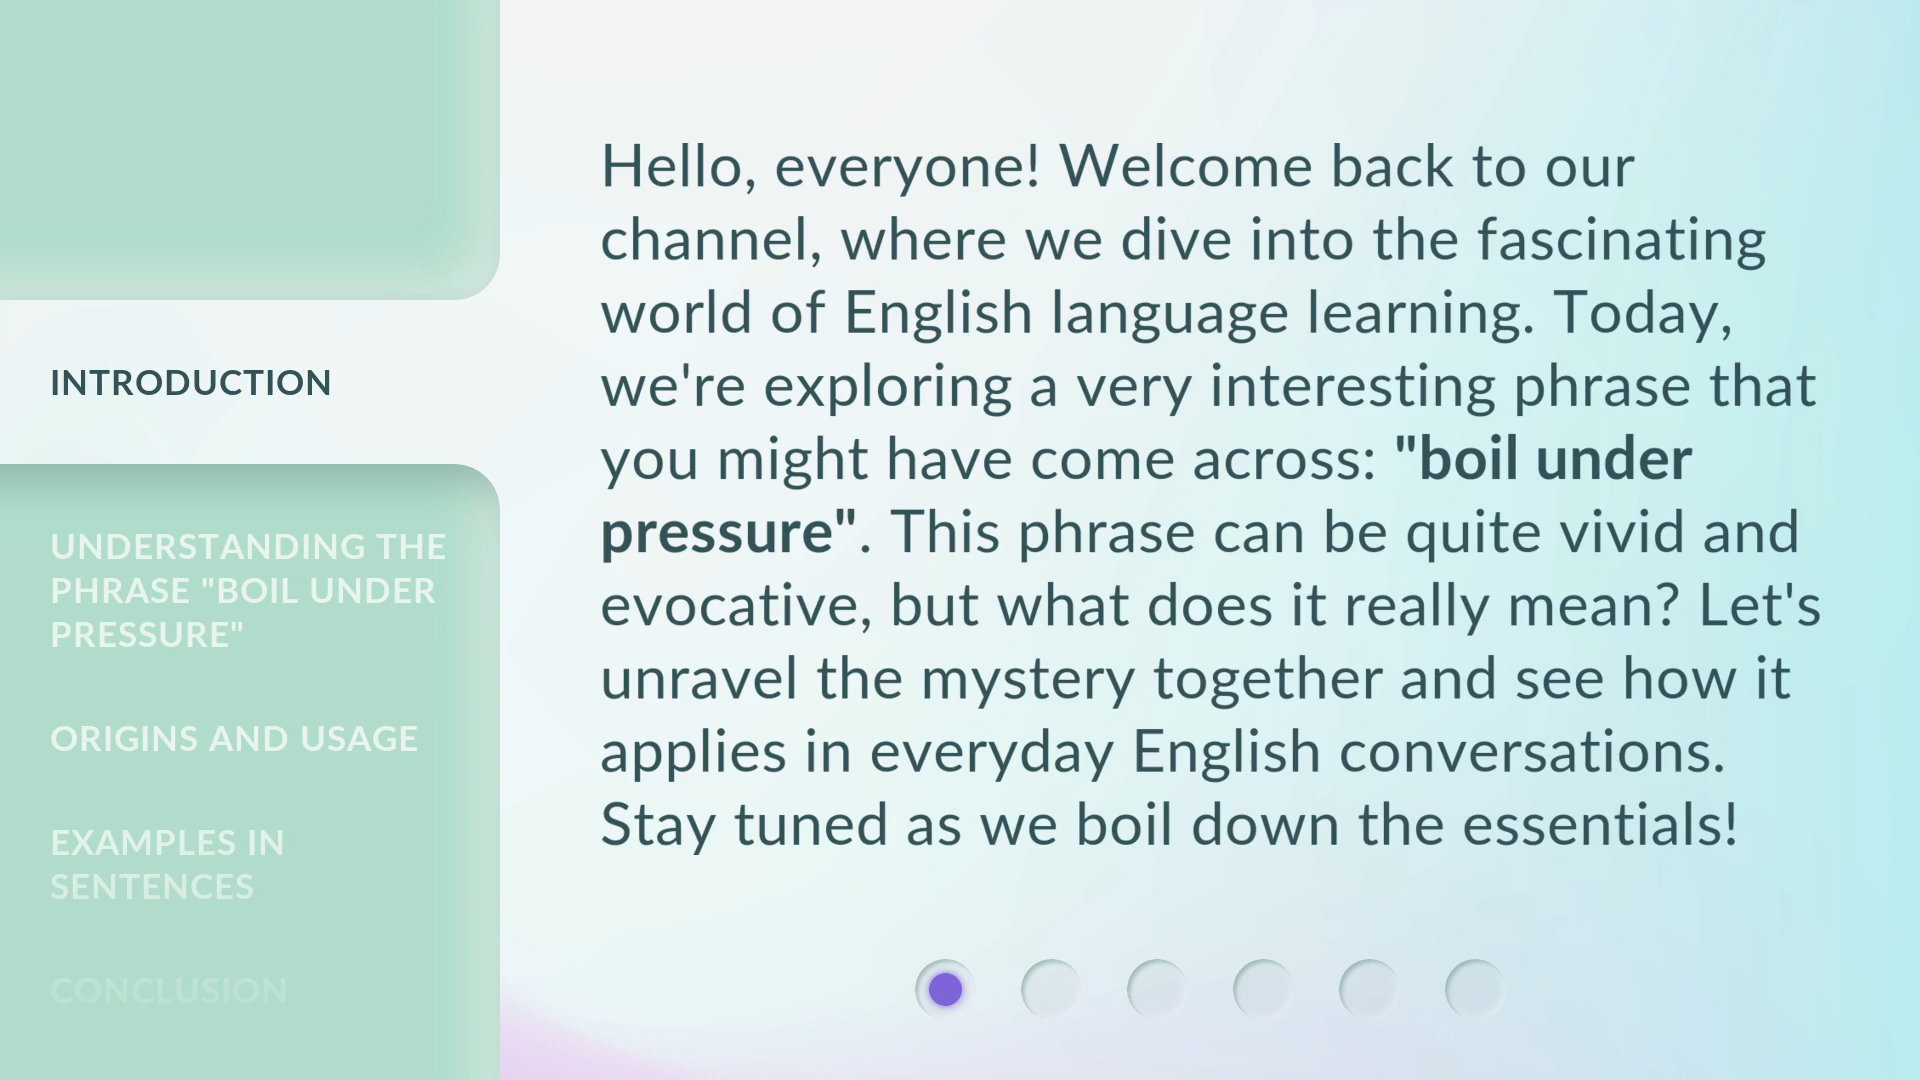 INTRODUCTION
UNDERSTANDING THE
PHRASE "BOIL UNDER
PRESSURE"
ORIGINS AND USAGE
EXAMPLES IN
SENTENCES
CONCLUSION
Hello, everyone! Welcome back to our
channel, where we dive into the fascinating
world of English language learning. Today,
we're exploring a very interesting phrase that
you might have come across: "boil under
pressure". This phrase can be quite vivid and
evocative, but what does it really mean? Let's
unravel the mystery together and see how it
applies in everyday English conversations.
Stay tuned as we boil down the essentials!